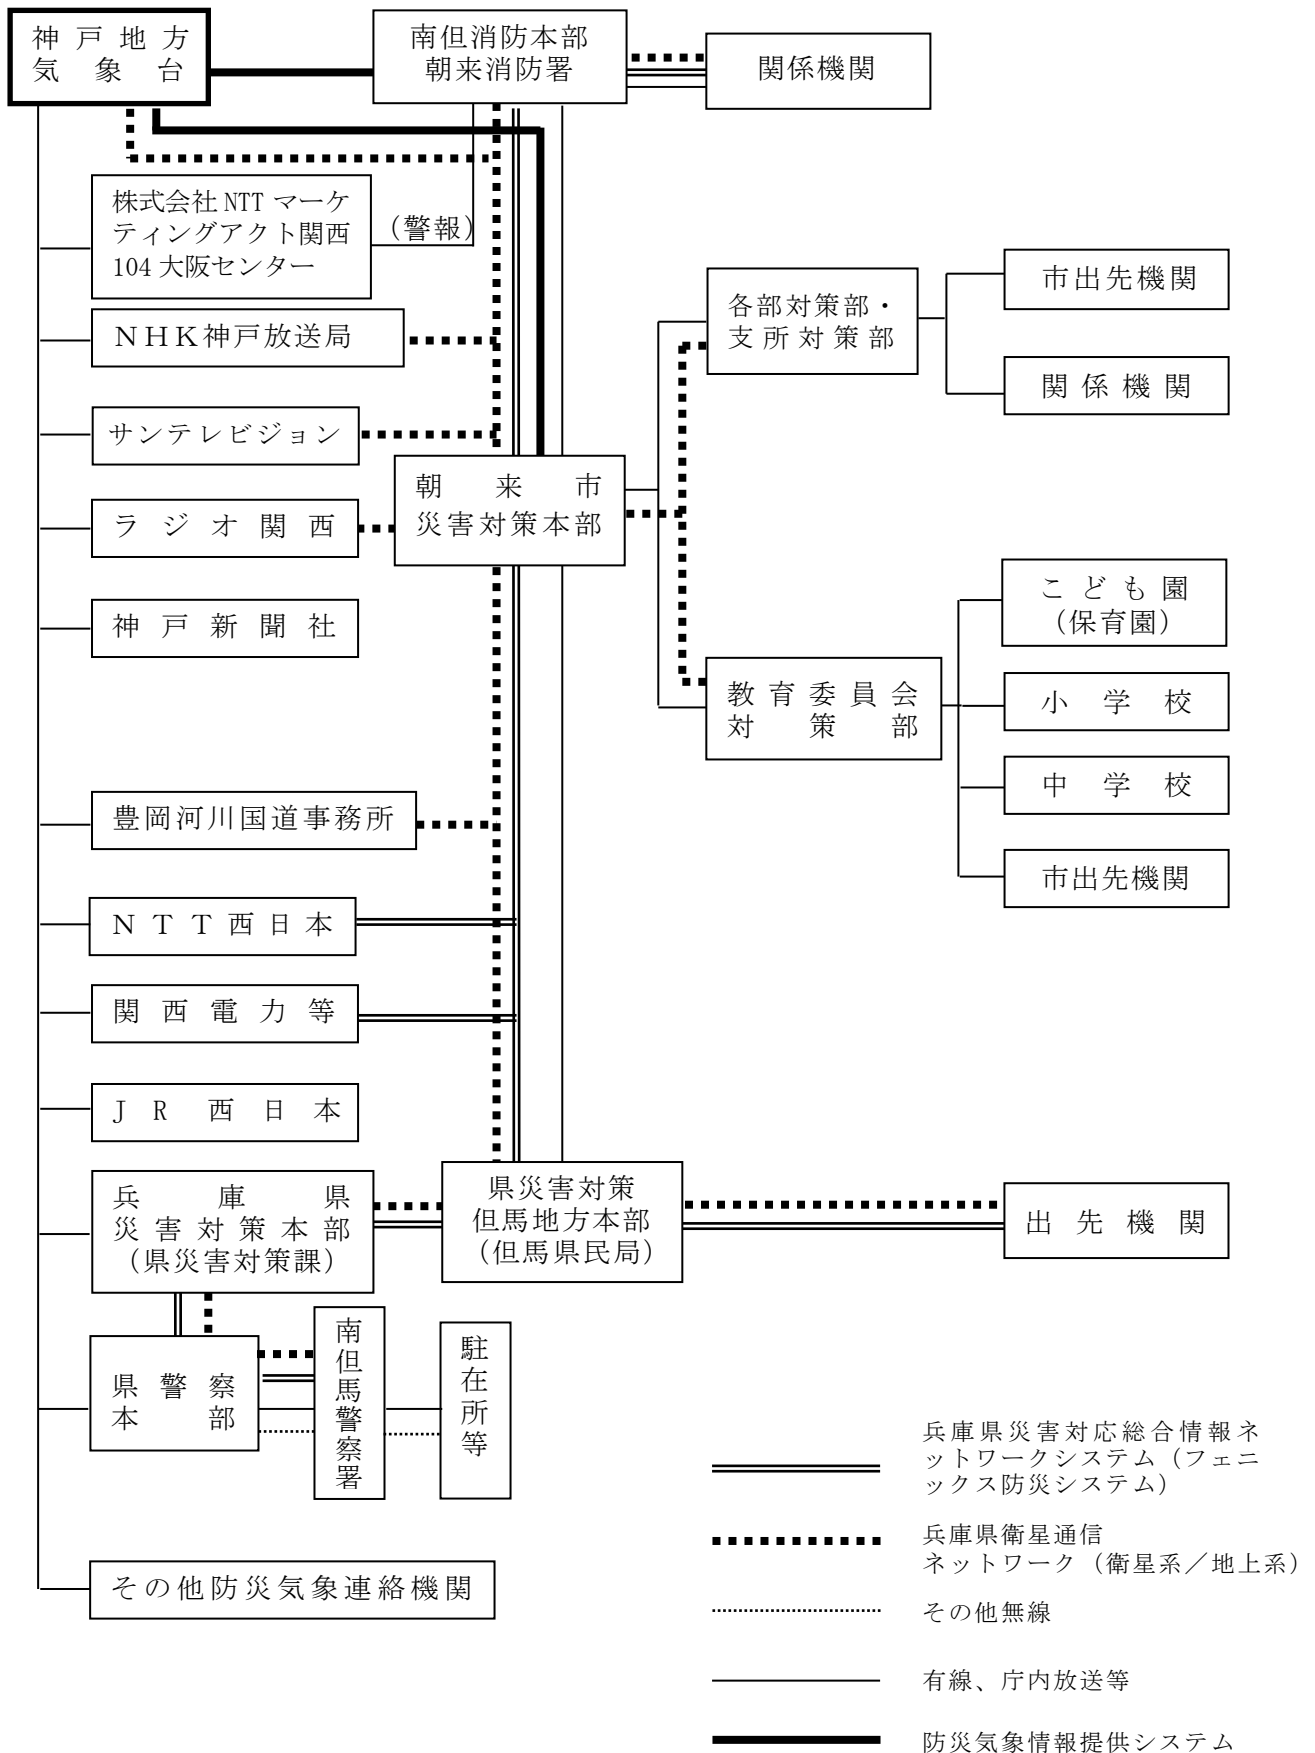 神戸地方
気象台
南但消防本部
朝来消防署
関係機関
株式会社 NTT マーケ
ティングアクト関西
104 大阪センター
（警報）
ＮＨＫ神戸放送局
サンテレビジョン
ラジオ関西
神戸新聞社
朝来市
災害対策本部
各部対策部・
支所対策部
市出先機関
関係機関
教育委員会
対策部
こども園
（保育園）
小学校
中学校
市出先機関
豊岡河川国道事務所
ＮＴＴ西日本
関西電力等
ＪＲ西日本
兵庫県
災害対策本部
（県災害対策課）
県災害対策
但馬地方本部
（但馬県民局）
出先機関
県警察
本部
南但馬警察署
駐在所等
その他防災気象連絡機関
兵庫県災害対応総合情報ネ
ットワークシステム（フェニ
ックス防災システム）
兵庫県衛星通信
ネットワーク（衛星系／地上系）
その他無線
有線、庁内放送等
防災気象情報提供システム